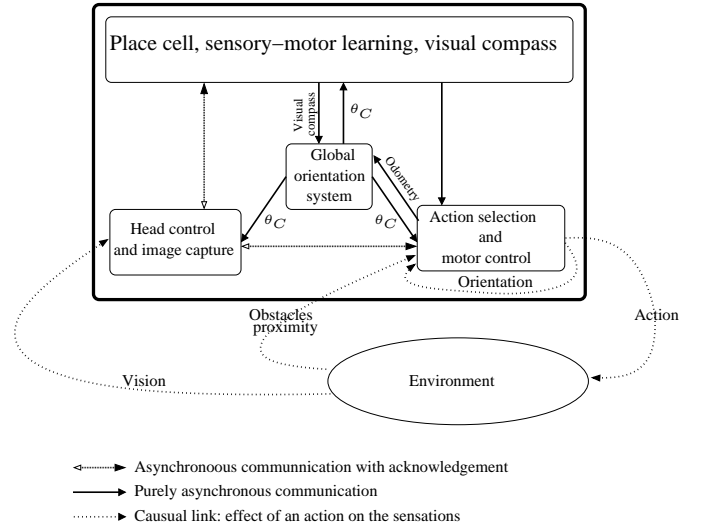 Place cell, sensory−motor learning, visual compass
Visual
compass
θC
Global
orientation
system
Odometry
θC
θC
Head control
and image capture
Action selection
and
motor control
Orientation
Obstacles
proximity
Action
Vision
Environment
Asynchronoous communnication with acknowledgement
Purely asynchronous communication
Causual link: effect of an action on the sensations